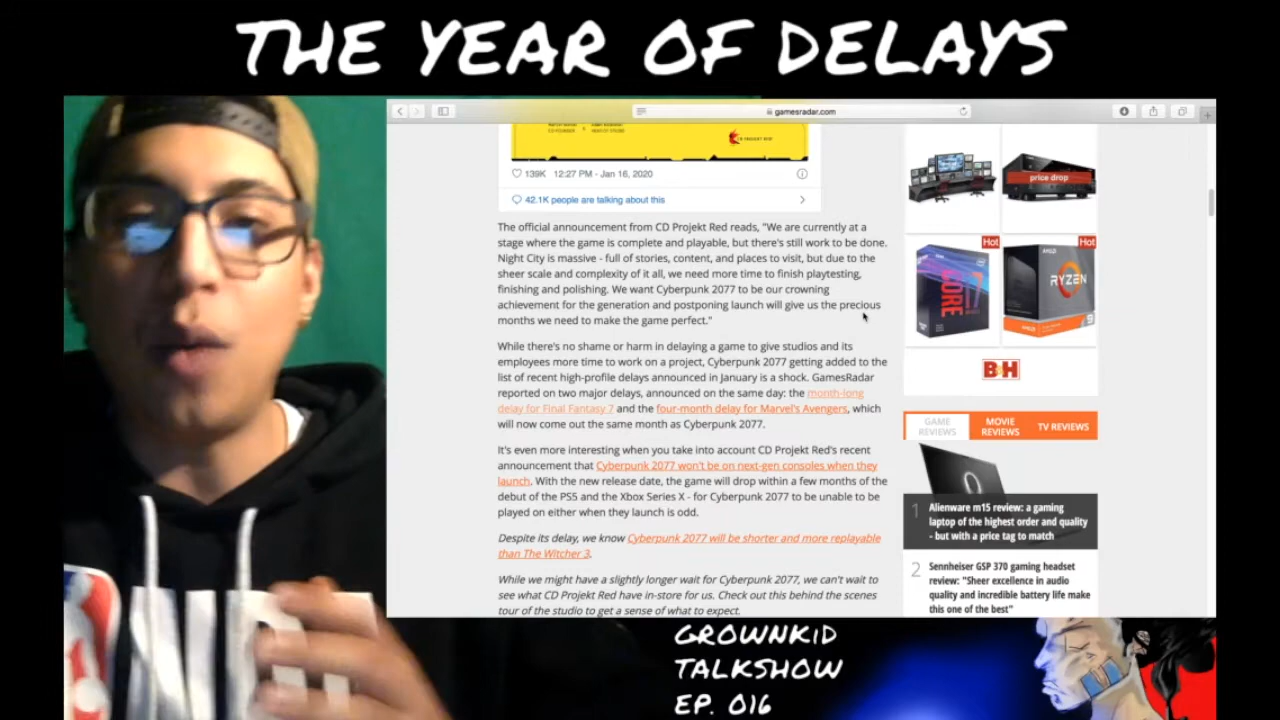 THE YEAR OF DELAYS
gamesradar.com
CD PROJEKT RED
139K 12:27 PM - Jan 16, 2020
42.1K people are talking about this
The official announcement from CD Projekt Red reads, "We are currently at a
stage where the game is complete and playable, but there's still work to be done.
Night City is massive - full of stories, content, and places to visit, but due to the
sheer scale and complexity of it all, we need more time to finish playtesting,
finishing and polishing. We want Cyberpunk 2077 to be our crowning
achievement for the generation and postponing launch will give us the precious
months we need to make the game perfect."
While there's no shame or harm in delaying a game to give studios and its
employees more time to work on a project, Cyberpunk 2077 getting added to the
list of recent high-profile delays announced in January is a shock. GamesRadar
reported on two major delays, announced on the same day: the month-long
delay for Final Fantasy 7 and the four-month delay for Marvel's Avengers, which
will now come out the same month as Cyberpunk 2077.
It's even more interesting when you take into account CD Projekt Red's recent
announcement that Cyberpunk 2077 won't be on next-gen consoles when they
launch. With the new release date, the game will drop within a few months of the
debut of the PS5 and the Xbox Series X - for Cyberpunk 2077 to be unable to be
played on either when they launch is odd.
Despite its delay, we know Cyberpunk 2077 will be shorter and more replayable
than The Witcher 3.
While we might have a slightly longer wait for Cyberpunk 2077, we can't wait to
see what CD Projekt Red have in-store for us. Check out this behind the scenes
tour of the studio to get a sense of what to expect.
price drop
Hot
Hot
CORE i7
AMD
RYZEN
9
B&H
GAME
REVIEWS
MOVIE
REVIEWS
TV REVIEWS
1
Alienware m15 review: a gaming
laptop of the highest order and quality
- but with a price tag to match
2
Sennheiser GSP 370 gaming headset
review: "Sheer excellence in audio
quality and incredible battery life make
this one of the best"
GROWNKID
TALKSHOW
EP. 016